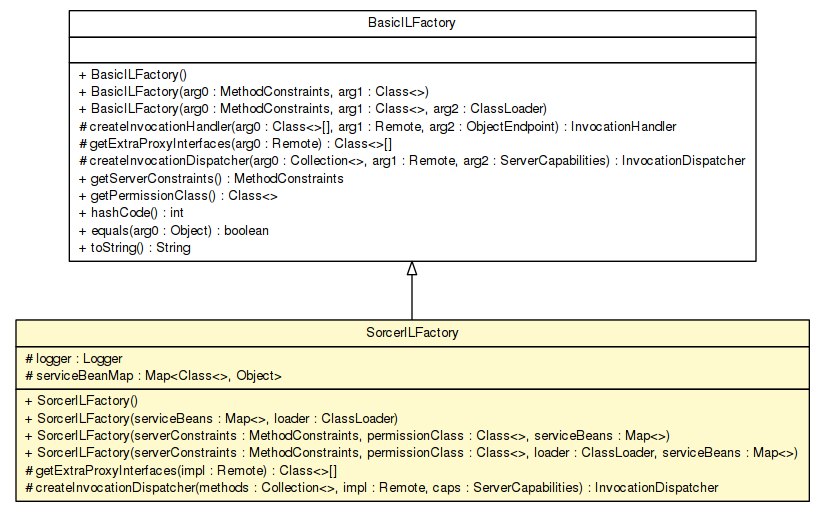 BasicILFactory
+ BasicILFactory()
+ BasicILFactory(arg0 : MethodConstraints, arg1 : Class<>)
+ BasicILFactory(arg0 : MethodConstraints, arg1 : Class<>, arg2 : ClassLoader)
# createInvocationHandler(arg0 : Class<>[], arg1 : Remote, arg2 : ObjectEndpoint) : InvocationHandler
# getExtraProxyInterfaces(arg0 : Remote) : Class<>[]
# createInvocationDispatcher(arg0 : Collection<>, arg1 : Remote, arg2 : ServerCapabilities) : InvocationDispatcher
+ getServerConstraints() : MethodConstraints
+ getPermissionClass() : Class<>
+ hashCode() : int
+ equals(arg0 : Object) : boolean
+ toString() : String
SorcerILFactory
# logger : Logger
# serviceBeanMap : Map<Class<>, Object>
+ SorcerILFactory()
+ SorcerILFactory(serviceBeans : Map<>, loader : ClassLoader)
+ SorcerILFactory(serverConstraints : MethodConstraints, permissionClass : Class<>, serviceBeans : Map<>)
+ SorcerILFactory(serverConstraints : MethodConstraints, permissionClass : Class<>, loader : ClassLoader, serviceBeans : Map<>)
# getExtraProxyInterfaces(impl : Remote) : Class<>[]
# createInvocationDispatcher(methods : Collection<>, impl : Remote, caps : ServerCapabilities) : InvocationDispatcher